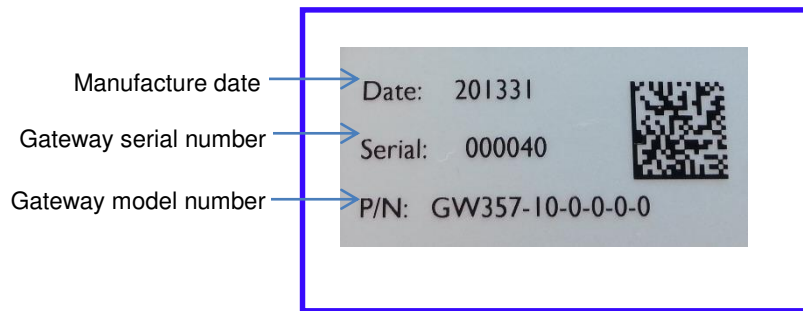 Manufacture date
Date: 201331
Gateway serial number
Serial: 000040
Gateway model number
P/N: GW357-10-0-0-0-0